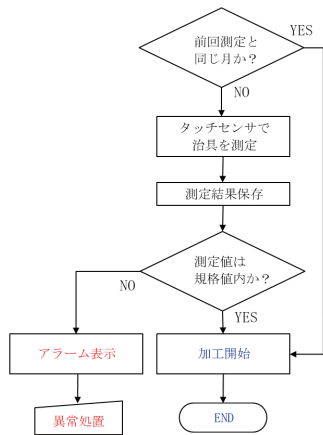 前回測定と
同じ月か？
YES
NO
タッチセンサで
治具を測定
測定結果保存
測定値は
規格値内か？
NO
YES
アラーム表示
加工開始
異常処置
END